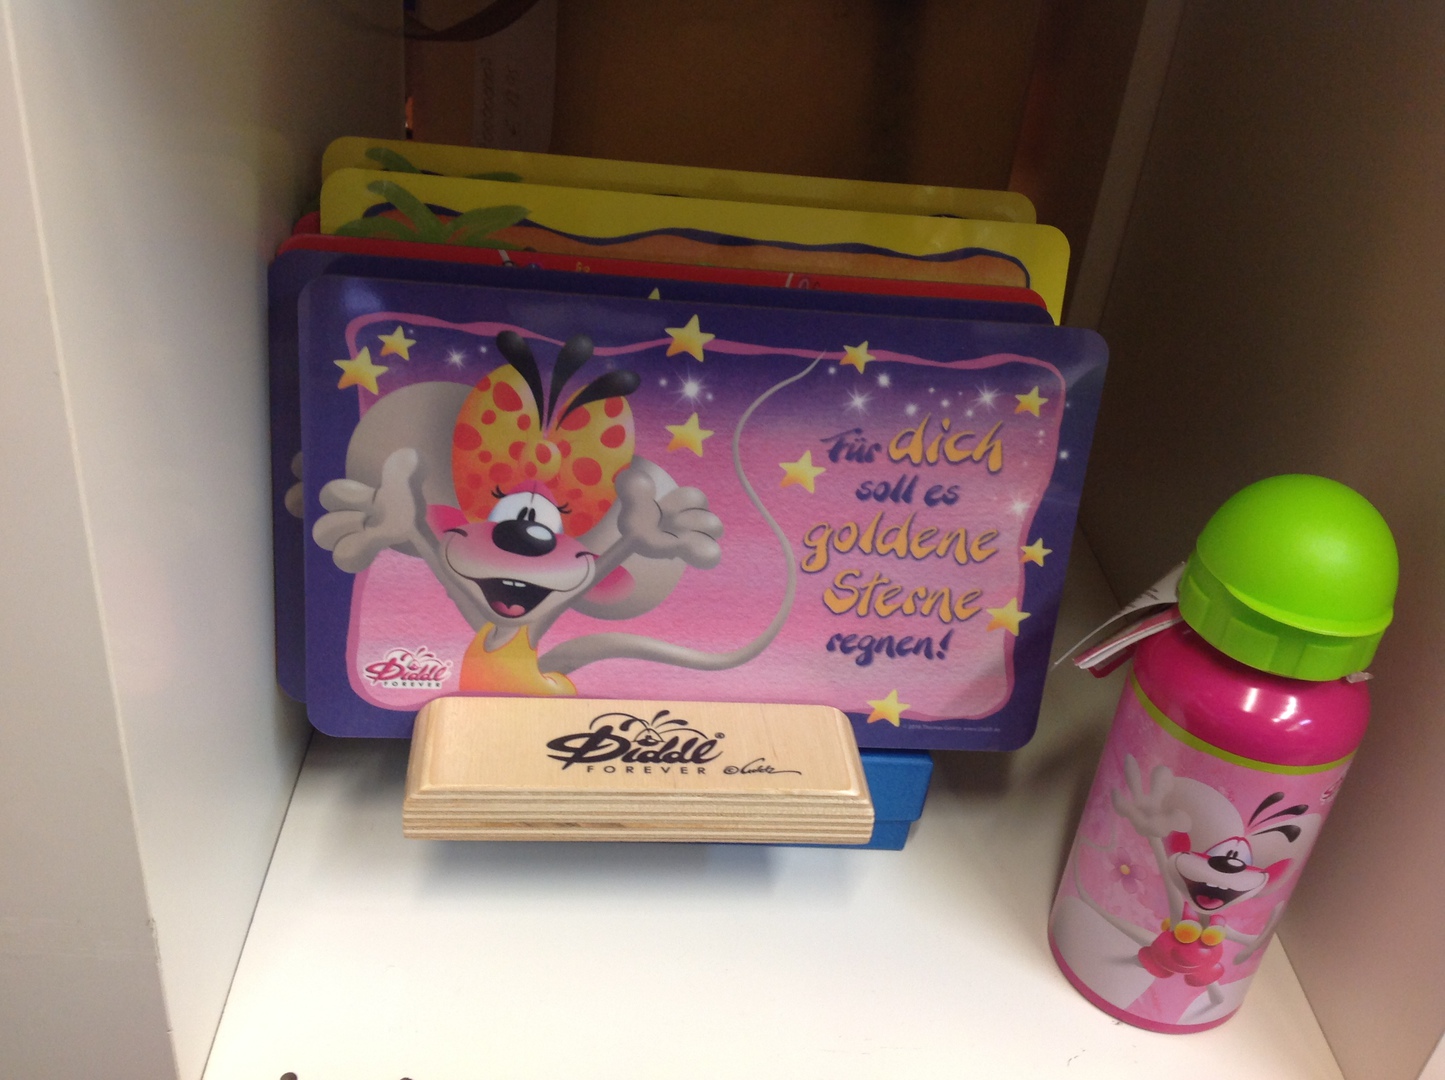 Für dich
soll es
goldene
Sterne
regnen!
Diddl®
FOREVER
Diddl®
FOREVER ©